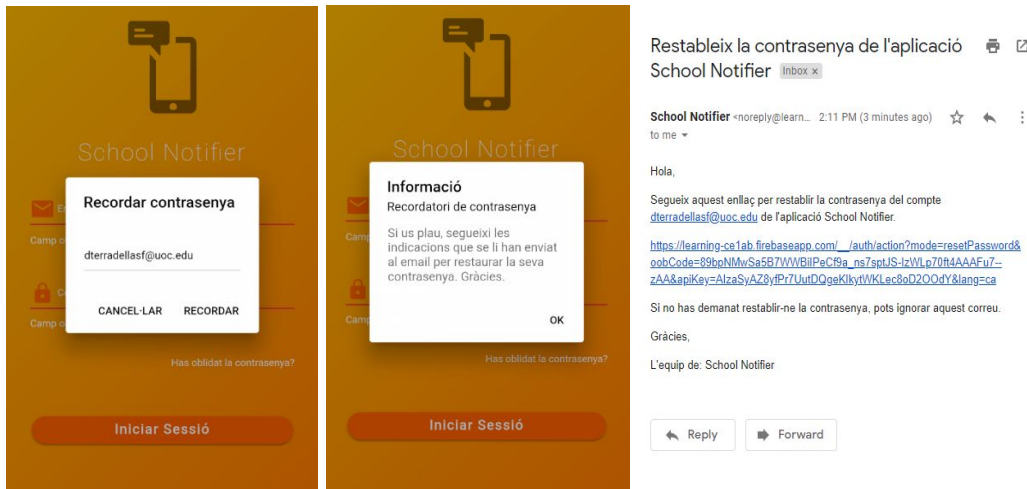 School Notifier
Recordar contrasenya
Camp o
dterradellasf@uoc.edu
CANCEL·LAR RECORDAR
Camp o
Has oblidat la contrasenya?
Iniciar Sessió
School Notifier
Informació
Recordatori de contrasenya
Si us plau, segueixi les
indicacions que se li han enviat
al email per restaurar la seva
contrasenya. Gràcies.
OK
Has oblidat la contrasenya?
Iniciar Sessió
Restableix la contrasenya de l'aplicació
School Notifier Inbox x
School Notifier <noreply@learn... 2:11 PM (3 minutes ago)
to me
Hola,
Segueix aquest enllaç per restablir la contrasenya del compte
dterradellasf@uoc.edu de l'aplicació School Notifier.
https://learning-ce1ab.firebaseapp.com/__/auth/action?mode=resetPassword&
oobCode=89bpNMwSa5B7WWBiIPeCf9a_ns7sptJS-IzWLp70ft4AAAFu7--
zAA&apiKey=AIzaSyAZ8yfPr7UutDQgeKIkytWKLec8oD2OOdY&lang=ca
Si no has demanat restablir-ne la contrasenya, pots ignorar aquest correu.
Gràcies,
L'equip de: School Notifier
Reply Forward